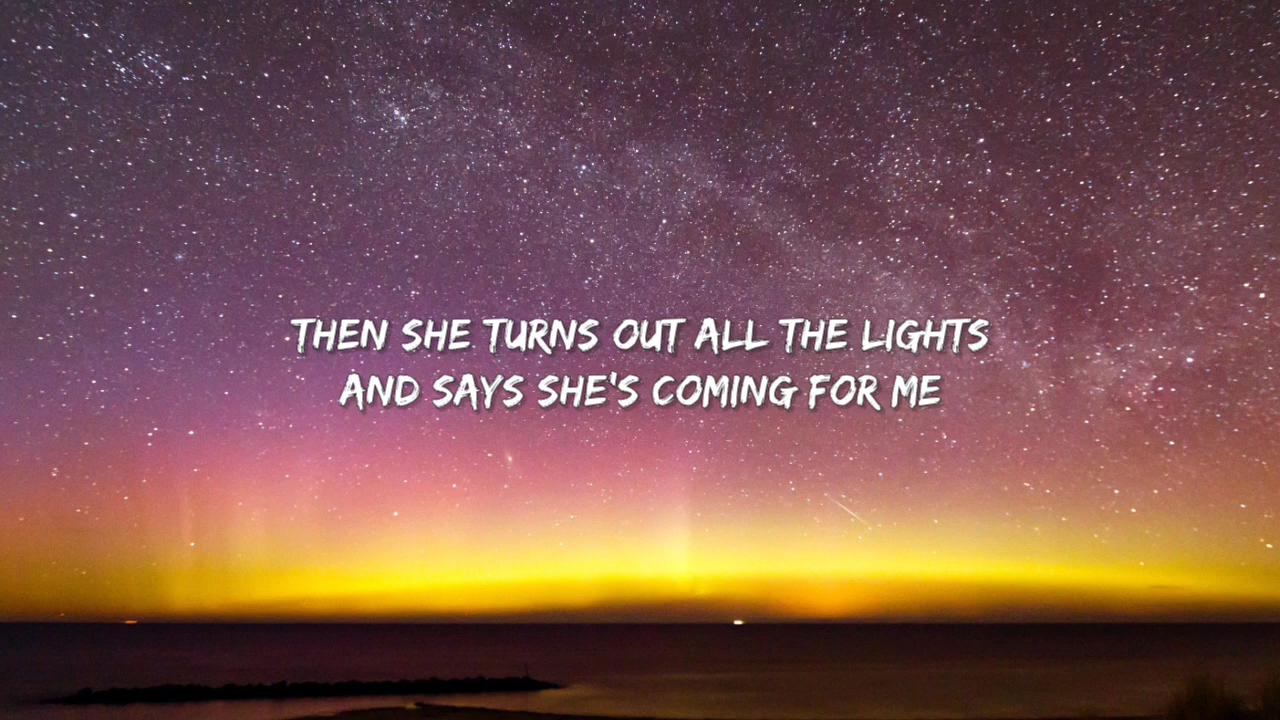 THEN SHE TURNS OUT ALL THE LIGHTS
AND SAYS SHE'S COMING FOR ME